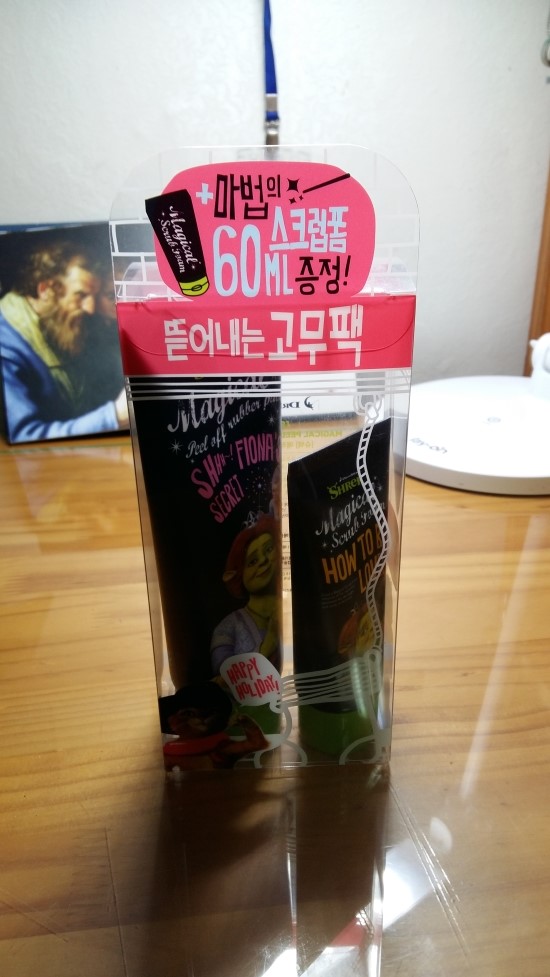 +마법의
스크럽폼
60ML 증정!
Magical
Scrub Foam
뜯어내는 고무팩
Magical
Peel off rubber
SHH~! FIONA'S
SECRET
SHREK
Magical
Scrub Foam
HOW TO
HAPPY
HOLIDAY!